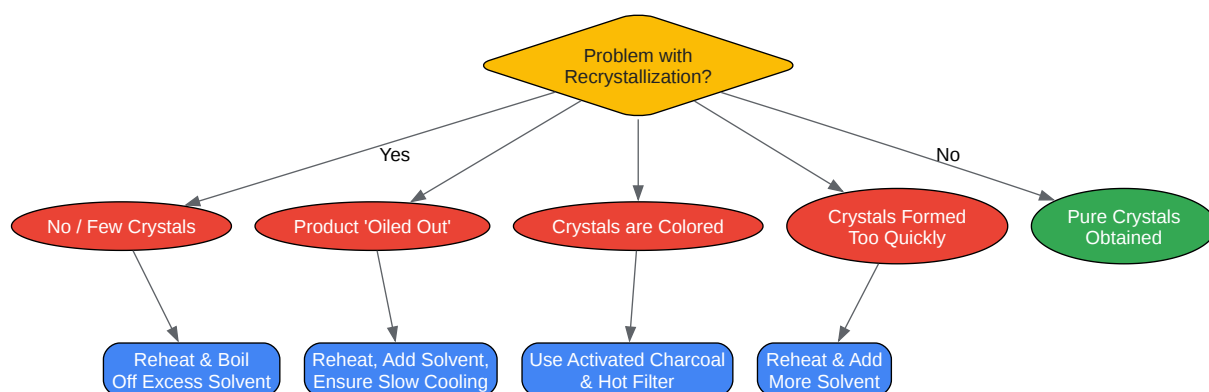 Problem with
Recrystallization?
Yes
No
No / Few Crystals
Product 'Oiled Out'
Crystals are Colored
Crystals Formed
Too Quickly
Pure Crystals
Obtained
Reheat & Boil
Off Excess Solvent
Reheat, Add Solvent,
Ensure Slow Cooling
Use Activated Charcoal
& Hot Filter
Reheat & Add
More Solvent